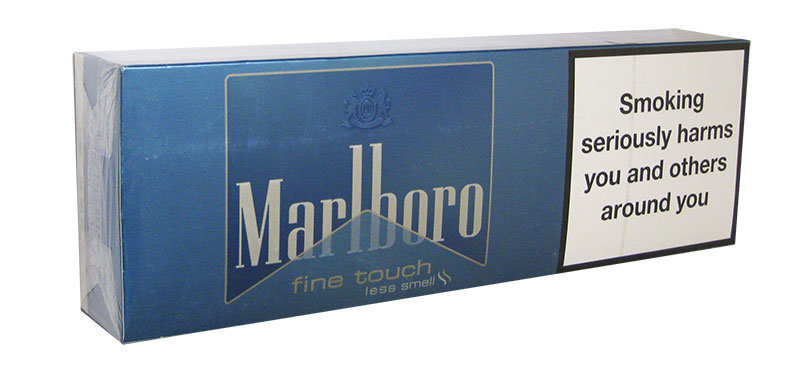 Marlboro
fine touch
less smell
Smoking
seriously harms
you and others
around you